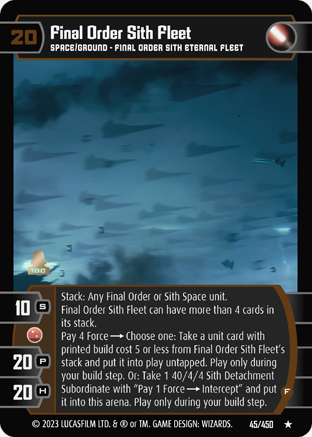 20
Final Order Sith Fleet
SPACE/GROUND - FINAL ORDER SITH ETERNAL FLEET
100
10 S
20 P
20 H
Stack: Any Final Order or Sith Space unit.
Final Order Sith Fleet can have more than 4 cards in
its stack.
Pay 4 Force → Choose one: Take a unit card with
printed build cost 5 or less from Final Order Sith Fleet's
stack and put it into play untapped. Play only during
your build step. Or: Take 1 40/4/4 Sith Detachment
Subordinate with "Pay 1 Force → Intercept" and put
it into this arena. Play only during your build step.
F
© 2023 LUCASFILM LTD. & ® or TM. GAME DESIGN: WIZARDS.
45/450 ★